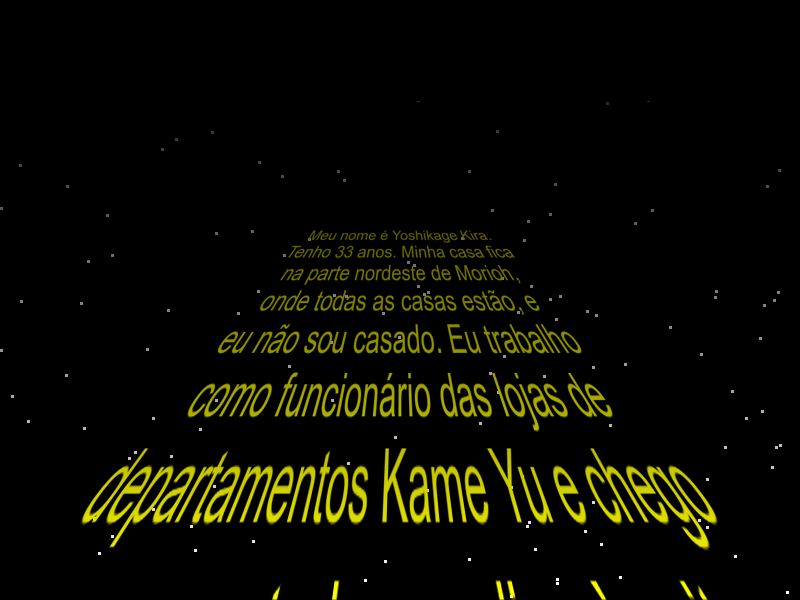 Meu nome é Yoshikage Kira.
Tenho 33 anos. Minha casa fica
na parte nordeste de Morioh,
onde todas as casas estão, e
eu não sou casado. Eu trabalho
como funcionário das lojas de
departamentos Kame Yu e chego